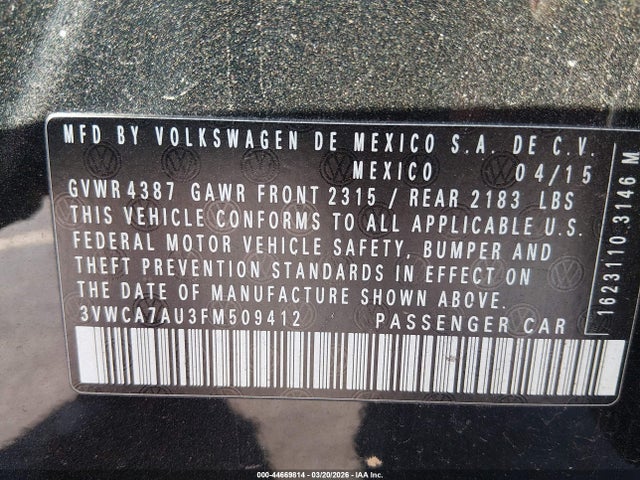 MFD BY VOLKSWAGEN DE MEXICO S.A. DE C.V.
MEXICO 04/15
GVWR 4387 GAWR FRONT 2315 / REAR 2183 LBS
THIS VEHICLE CONFORMS TO ALL APPLICABLE U.S.
FEDERAL MOTOR VEHICLE SAFETY, BUMPER AND
THEFT PREVENTION STANDARDS IN EFFECT ON
THE DATE OF MANUFACTURE SHOWN ABOVE.
3VWCA7AU3FM509412 PASSENGER CAR
1623110.3146 M
000-44669814 - 03/20/2026 - IAA Inc.